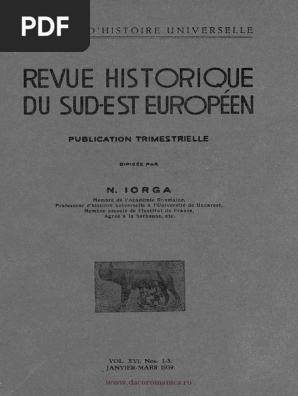 PDF
D'HISTOIRE UNIVERSELLE
REVUE HISTORIQUE
DU SUD-EST EUROPÉEN
PUBLICATION TRIMESTRIELLE
DIRIGÉE PAR
N. IORGA
Membre de l'Académie Roumaine,
Professeur d'histoire universelle à l'Université de Bucarest,
Membre associé de l'Institut de France,
Agréé à la Sorbonne, etc.
VOL. XVI, Nos. 1-3.
JANVIER-MARS 1939.
www.dacoromanica.ro